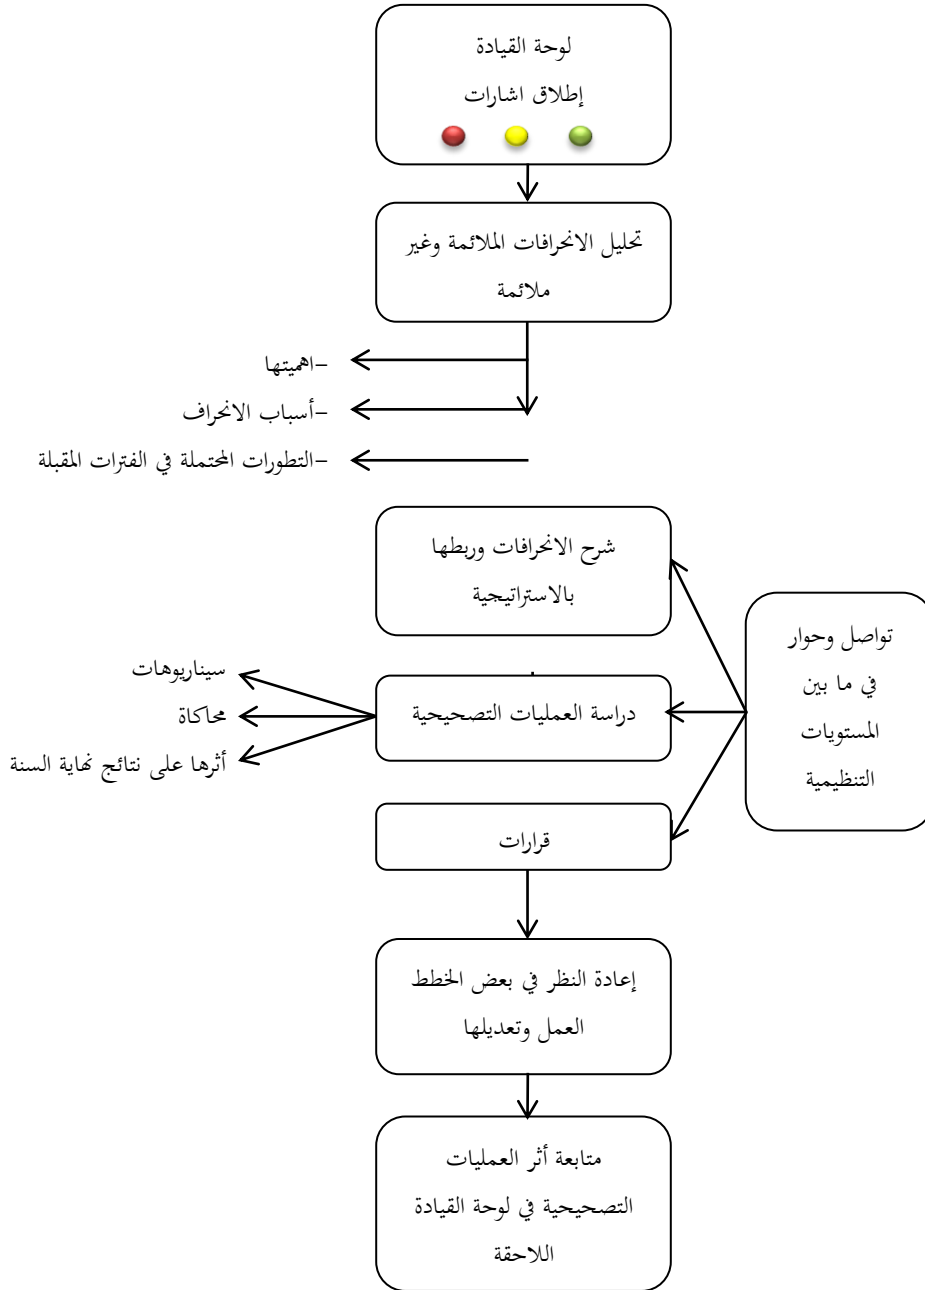 لوحة القيادة
إطلاق اشارات
تحليل الانحرافات الملائمة وغير
ملائمة
-اهميتها
-أسباب الانحراف
-التطورات المحتملة في الفترات المقبلة
شرح الانحرافات وربطها
بالاستراتيجية
تواصل وحوار
في ما بين
المستويات
التنظيمية
دراسة العمليات التصحيحية
سيناريوهات
محاكاة
أثرها على نتائج نهاية السنة
قرارات
إعادة النظر في بعض الخطط
العمل وتعديلها
متابعة أثر العمليات
التصحيحية في لوحة القيادة
اللاحقة